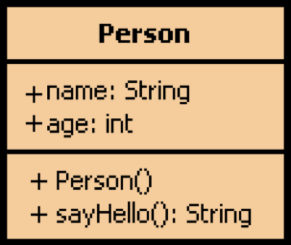 Person
+name: String
+age: int
+ Person()
+ sayHello(): String